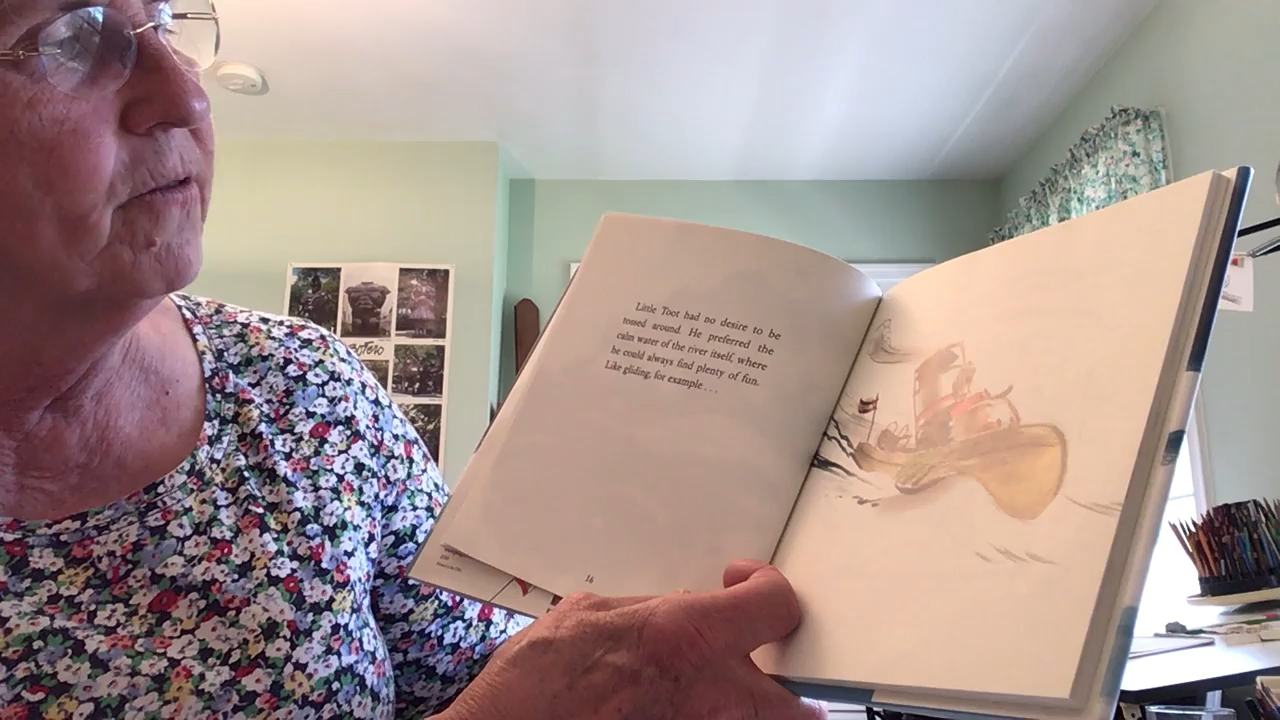 Little Toot had no desire to be
tossed around. He preferred the
calm water of the river itself, where
he could always find plenty of fun.
Like gliding, for example . . .
16
Botero